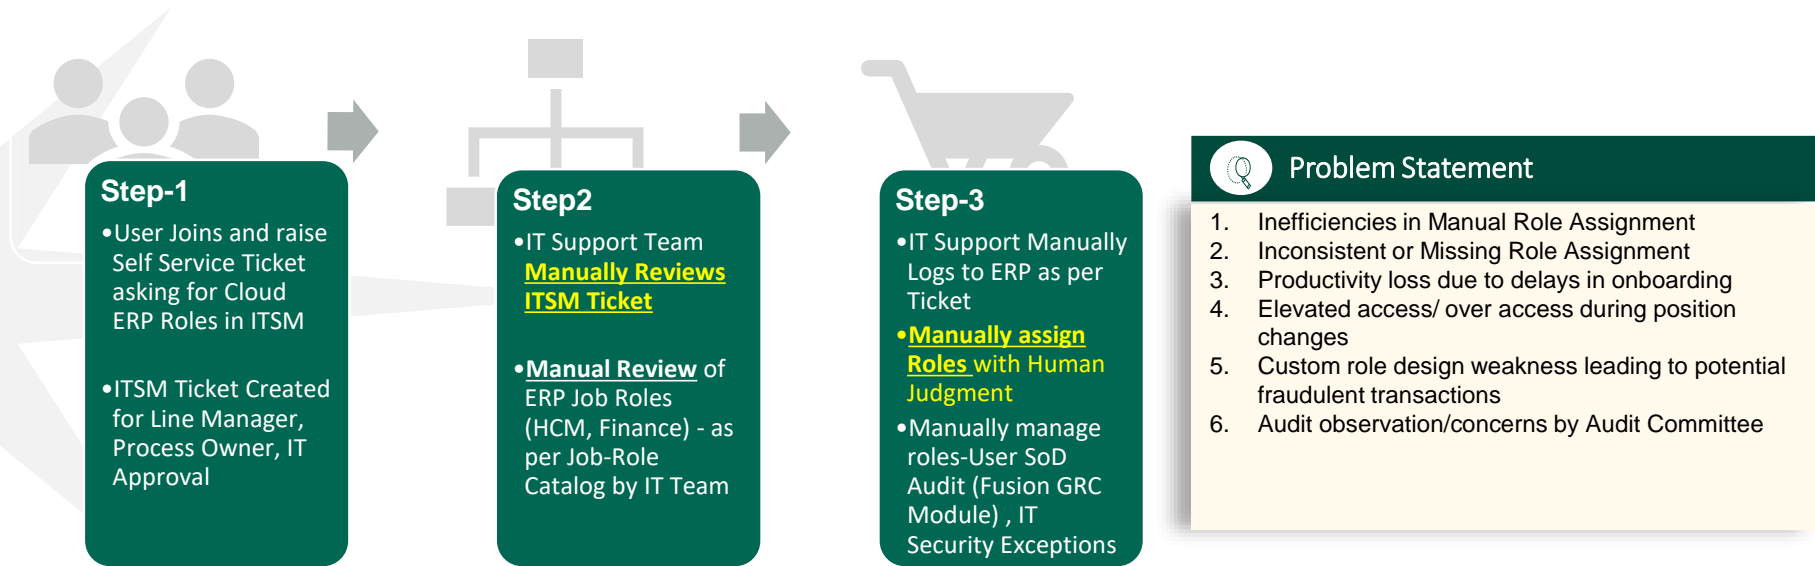 Step-1
•User Joins and raise
Self Service Ticket
asking for Cloud
ERP Roles in ITSM
•ITSM Ticket Created
for Line Manager,
Process Owner, IT
Approval
Step2
•IT Support Team
Manually Reviews
ITSM Ticket
•Manual Review of
ERP Job Roles
(HCM, Finance) - as
per Job-Role
Catalog by IT Team
Step-3
•IT Support Manually
Logs to ERP as per
Ticket
•Manually assign
Roles with Human
Judgment
•Manually manage
roles-User SoD
Audit (Fusion GRC
Module) , IT
Security Exceptions
Problem Statement
1. Inefficiencies in Manual Role Assignment
2. Inconsistent or Missing Role Assignment
3. Productivity loss due to delays in onboarding
4. Elevated access/ over access during position
changes
5. Custom role design weakness leading to potential
fraudulent transactions
6. Audit observation/concerns by Audit Committee